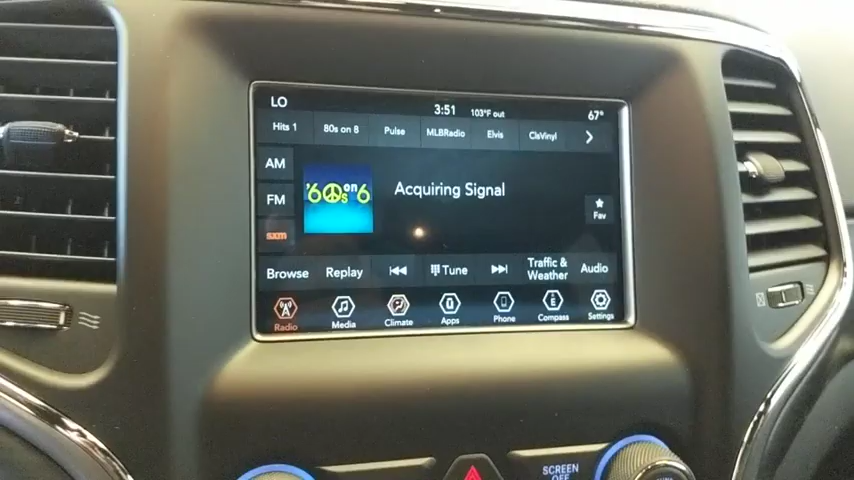 LO 3:51 103°F out 67°
Hits 1 80s on 8 Pulse MLBRadio Elvis ClsVinyl
AM
'60s on 6
Acquiring Signal
FM
Fav
sxm
Browse Replay Tune Traffic & Weather Audio
Radio Media Climate Apps Phone E Compass Settings
SCREEN
OFF